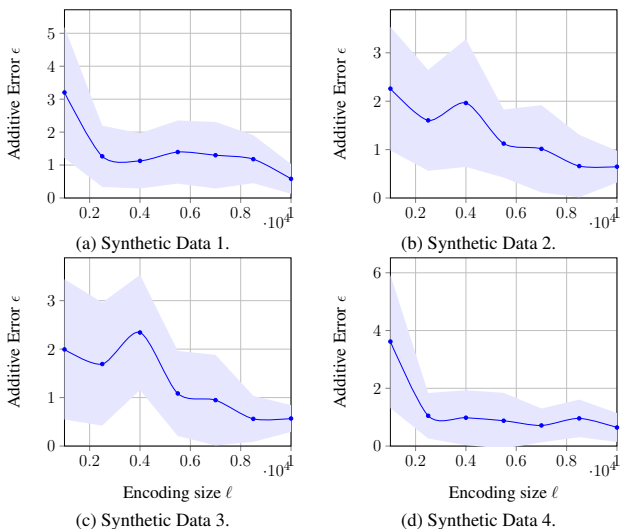 Additive Error ϵ
5
4
3
2
1
0
0.2 0.4 0.6 0.8 1
·10⁴
(a) Synthetic Data 1.
Additive Error ϵ
3
2
1
0
0.2 0.4 0.6 0.8 1
·10⁴
(b) Synthetic Data 2.
Additive Error ϵ
3
2
1
0
0.2 0.4 0.6 0.8 1
·10⁴
Encoding size ℓ
(c) Synthetic Data 3.
Additive Error ϵ
6
4
2
0
0.2 0.4 0.6 0.8 1
·10⁴
Encoding size ℓ
(d) Synthetic Data 4.